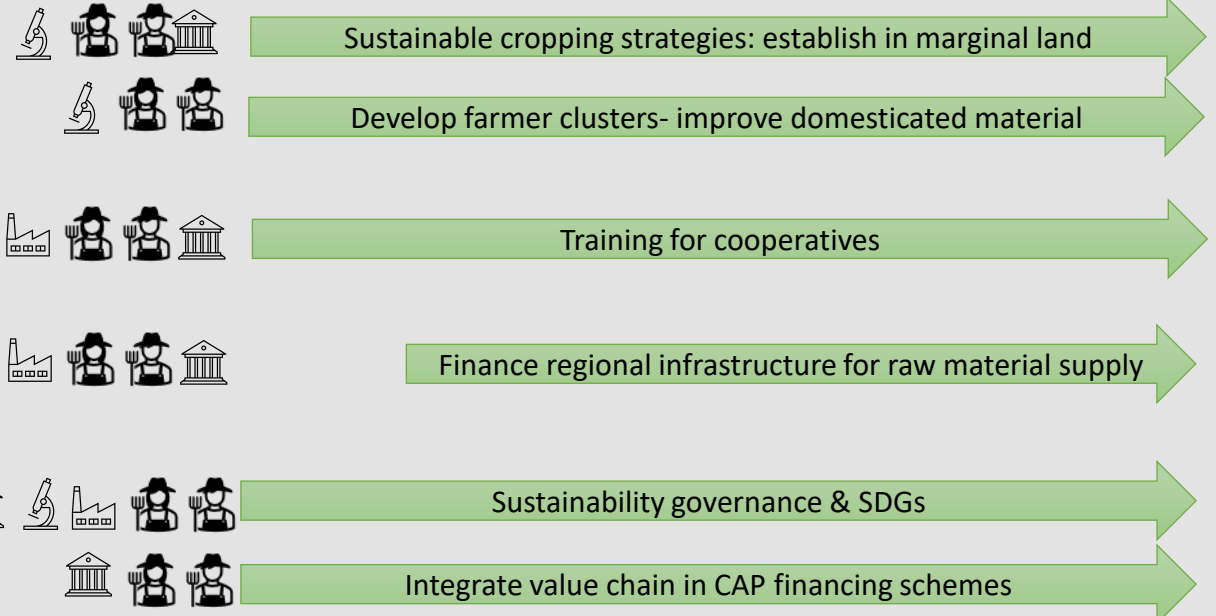 Sustainable cropping strategies: establish in marginal land
Develop farmer clusters- improve domesticated material
Training for cooperatives
Finance regional infrastructure for raw material supply
Sustainability governance & SDGs
Integrate value chain in CAP financing schemes